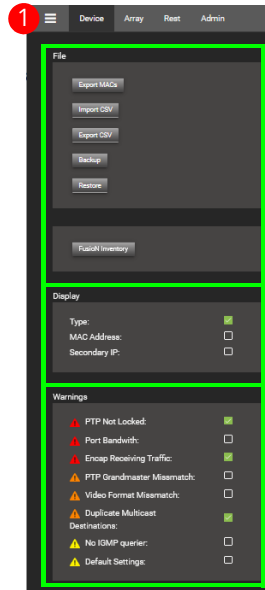 1
Device Array Rest Admin
File
Export MACs
Import CSV
Export CSV
Backup
Restore
FusioN Inventory
Display
Type:
MAC Address:
Secondary IP:
Warnings
PTP Not Locked:
Port Bandwith:
Encap Receiving Traffic:
PTP Grandmaster Missmatch:
Video Format Missmatch:
Duplicate Multicast
Destinations:
No IGMP querier:
Default Settings: